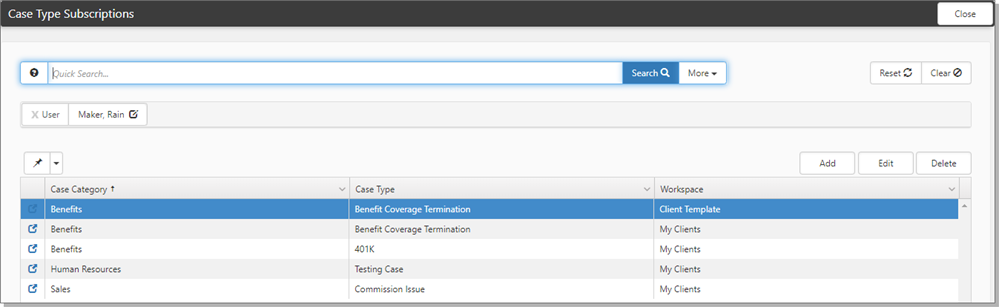 Case Type Subscriptions Close
Quick Search... Search More Reset Clear
X User Maker, Rain
Add Edit Delete
Case Category Case Type Workspace
Benefits Benefit Coverage Termination Client Template
Benefits Benefit Coverage Termination My Clients
Benefits 401K My Clients
Human Resources Testing Case My Clients
Sales Commission Issue My Clients